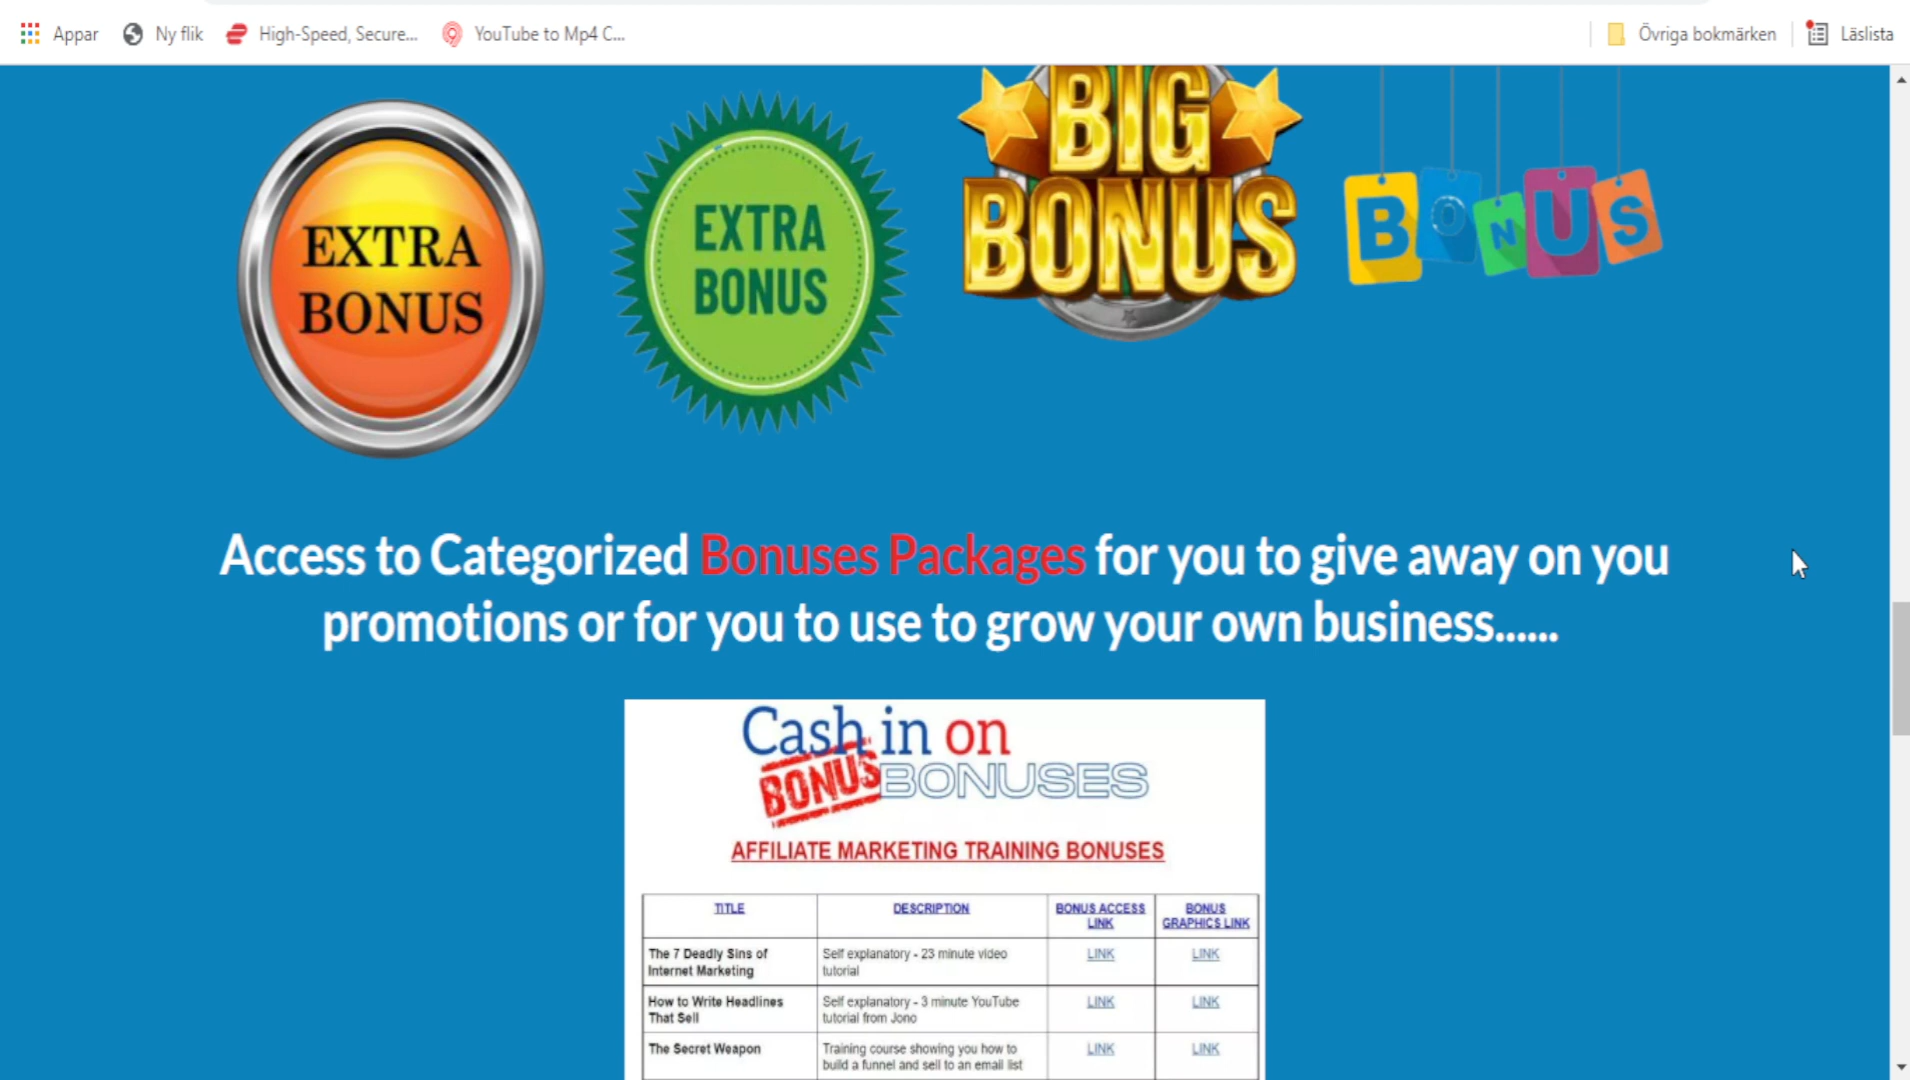 Appar Ny flik High-Speed, Secure... YouTube to Mp4 C... Övriga bokmärken Läslista
EXTRA
BONUS
EXTRA
BONUS
BIG
BONUS
BONUS
Access to Categorized Bonuses Packages for you to give away on you
promotions or for you to use to grow your own business......
Cash in on
BONUS BONUSES
AFFILIATE MARKETING TRAINING BONUSES
TITLE DESCRIPTION BONUS ACCESS LINK BONUS GRAPHICS LINK
The 7 Deadly Sins of Internet Marketing Self explanatory - 23 minute video tutorial LINK LINK
How to Write Headlines That Sell Self explanatory - 3 minute YouTube tutorial from Jono LINK LINK
The Secret Weapon Training course showing you how to build a funnel and sell to an email list LINK LINK